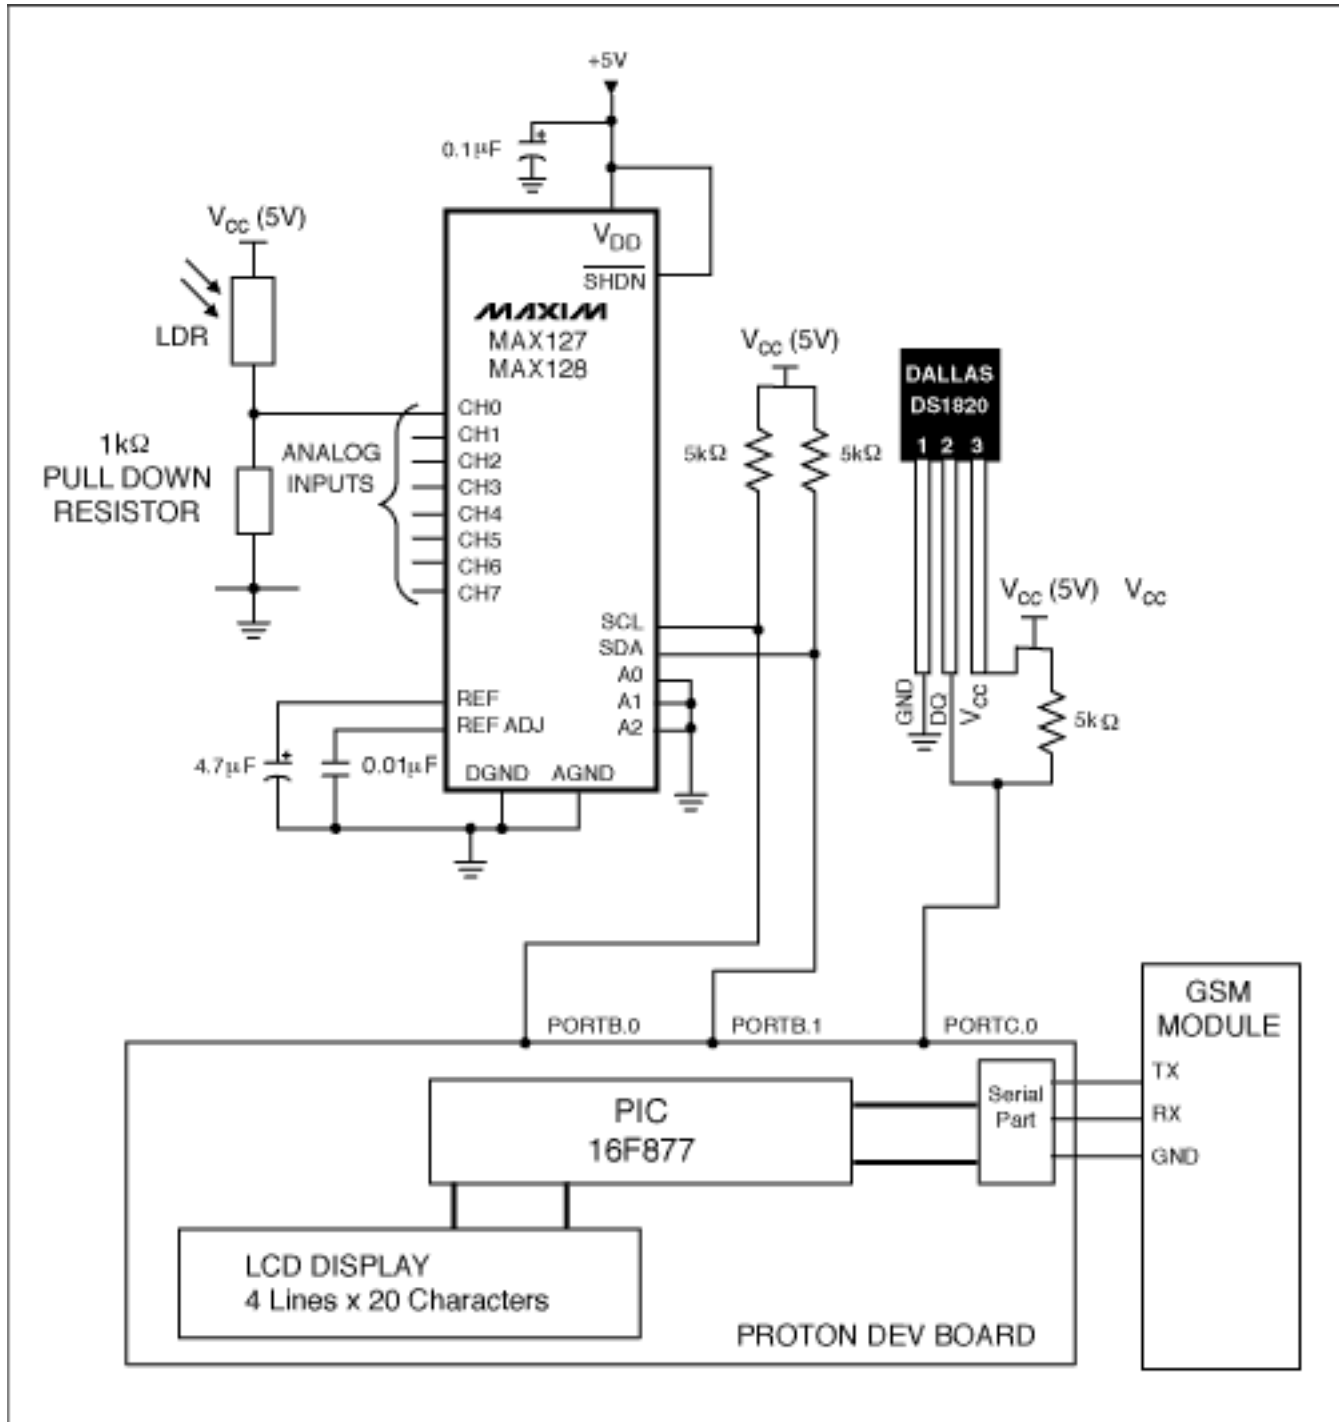 +5V
0.1µF
+
VCC (5V)
LDR
VDD
SHDN
MAXIM
MAX127
MAX128
1kΩ
PULL DOWN
RESISTOR
ANALOG
INPUTS
CH0
CH1
CH2
CH3
CH4
CH5
CH6
CH7
SCL
SDA
A0
A1
A2
REF
REF ADJ
DGND AGND
4.7µF
+
0.01µF
VCC (5V)
5kΩ
5kΩ
DALLAS
DS1820
1 2 3
GND
DQ
VCC
VCC (5V) VCC
5kΩ
PORTB.0
PORTB.1
PORTC.0
GSM
MODULE
TX
RX
GND
Serial
Part
PIC
16F877
LCD DISPLAY
4 Lines x 20 Characters
PROTON DEV BOARD